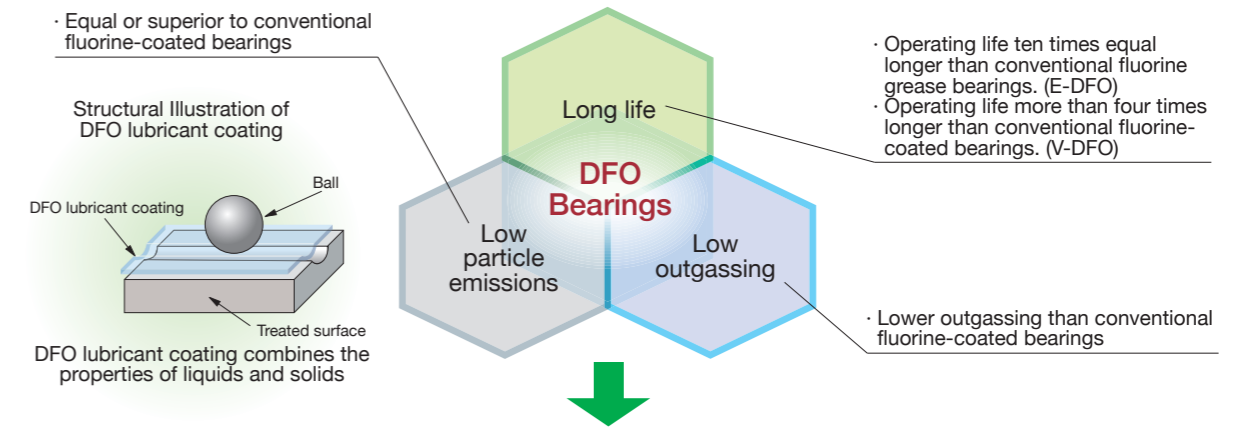 · Equal or superior to conventional
fluorine-coated bearings
Structural Illustration of
DFO lubricant coating
Ball
DFO lubricant coating
Treated surface
DFO lubricant coating combines the
properties of liquids and solids
Long life
DFO
Bearings
Low
particle
emissions
Low
outgassing
· Operating life ten times equal
longer than conventional fluorine
grease bearings. (E-DFO)
· Operating life more than four times
longer than conventional fluorine-
coated bearings. (V-DFO)
· Lower outgassing than conventional
fluorine-coated bearings